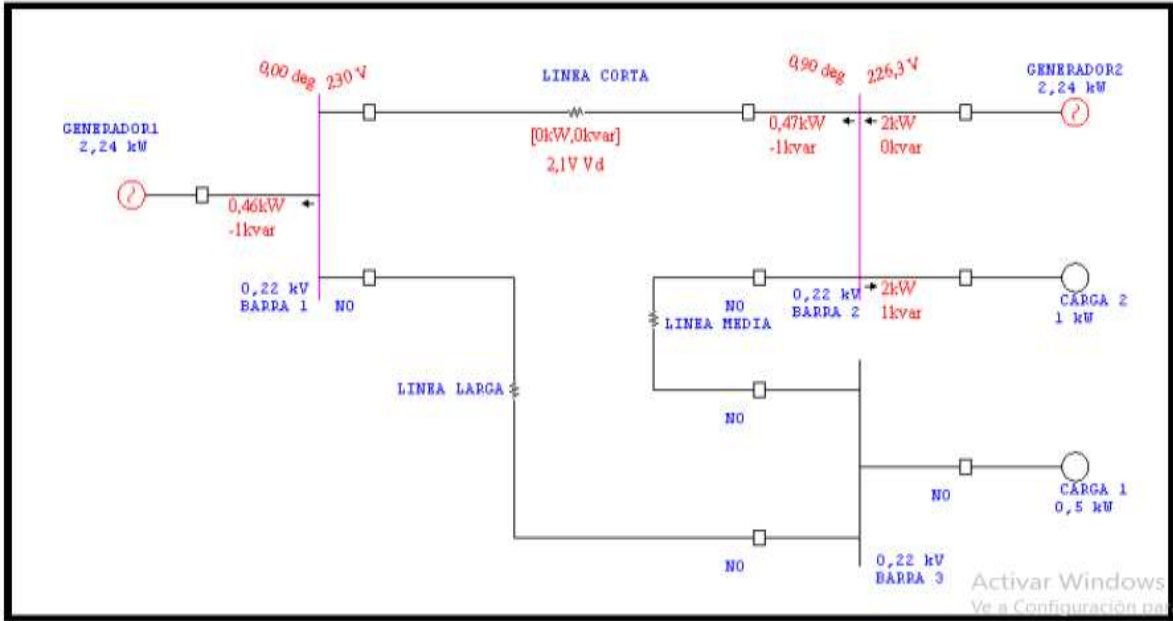 0,00 deg
230 V
LINEA CORTA
0,90 deg
226,3 V
GENERADOR2
2,24 kW
GENERADOR1
2,24 kW
[0kW,0kvar]
2,1V Vd
0,47kW
-1kvar
2kW
0kvar
0,46kW
-1kvar
0,22 kV
BARRA 1
NO
NO
LINEA MEDIA
0,22 kV
BARRA 2
2kW
1kvar
CARGA 2
1 kW
LINEA LARGA
NO
NO
CARGA 1
0,5 kW
NO
0,22 kV
BARRA 3
Activar Windows
Ve a Configuración par